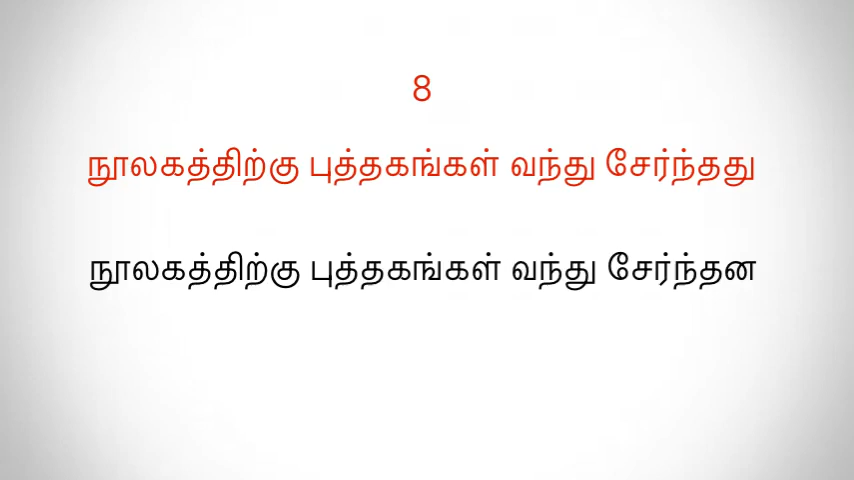 8
நூலகத்திற்கு புத்தகங்கள் வந்து சேர்ந்தது
நூலகத்திற்கு புத்தகங்கள் வந்து சேர்ந்தன